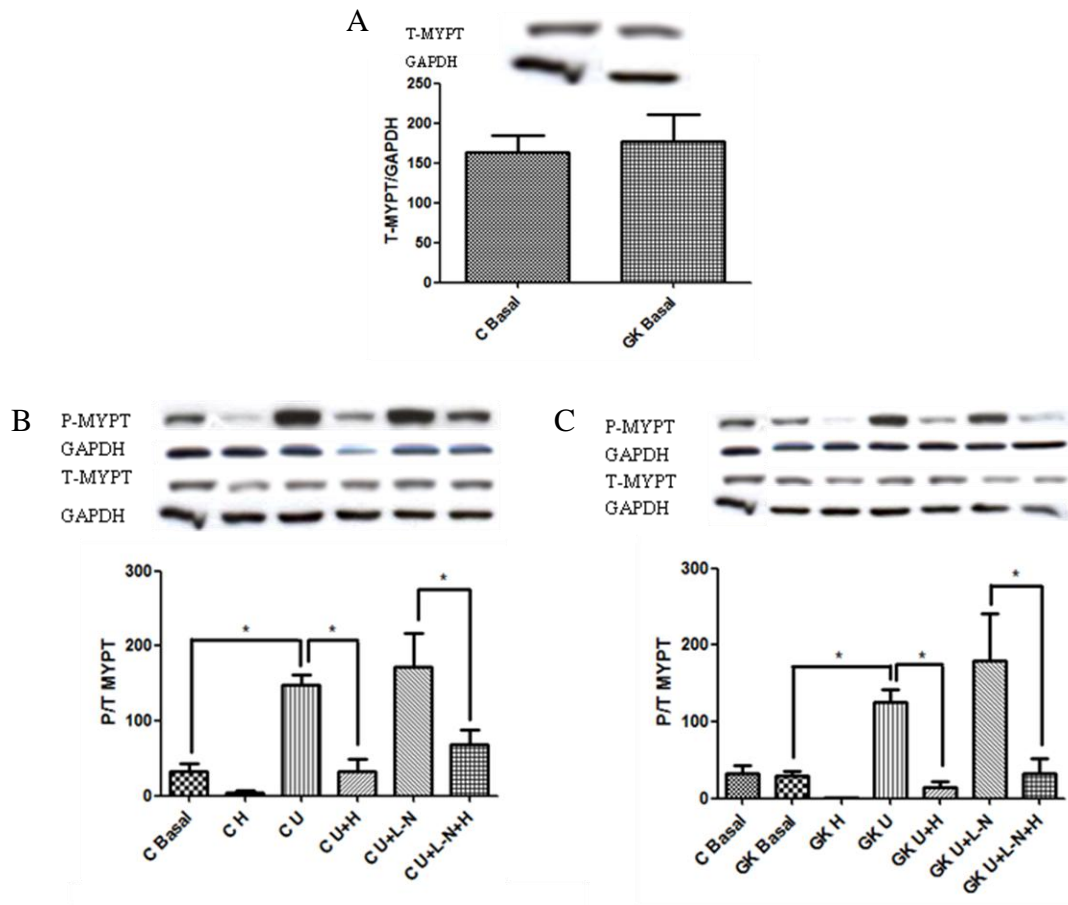 A
T-MYPT
GAPDH
250
200
150
100
50
0
T-MYPT/GAPDH
C Basal
GK Basal
B
P-MYPT
GAPDH
T-MYPT
GAPDH
300
200
100
0
P/T MYPT
*
*
*
C Basal
C H
C U
C U+H
C U+L-N
C U+L-N+H
C
P-MYPT
GAPDH
T-MYPT
GAPDH
300
200
100
0
P/T MYPT
*
*
*
C Basal
GK Basal
GK H
GK U
GK U+H
GK U+L-N
GK U+L-N+H